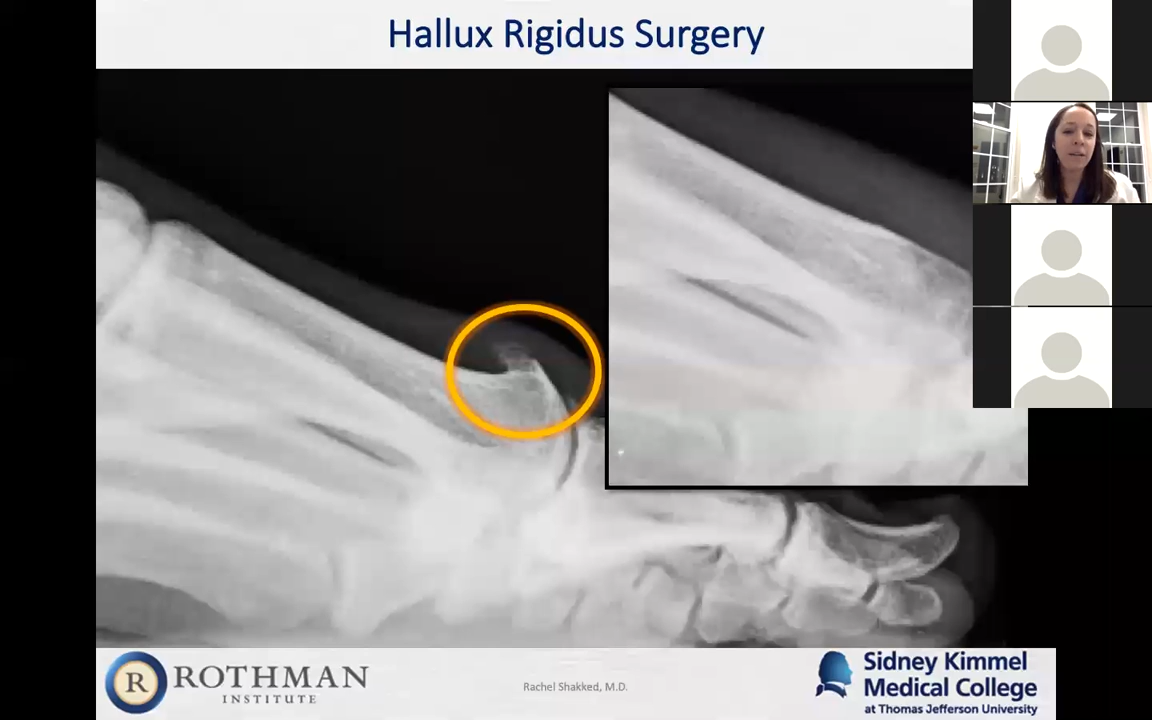 Hallux Rigidus Surgery
R
ROTHMAN
INSTITUTE
Rachel Shakked, M.D.
Sidney Kimmel
Medical College
at Thomas Jefferson University